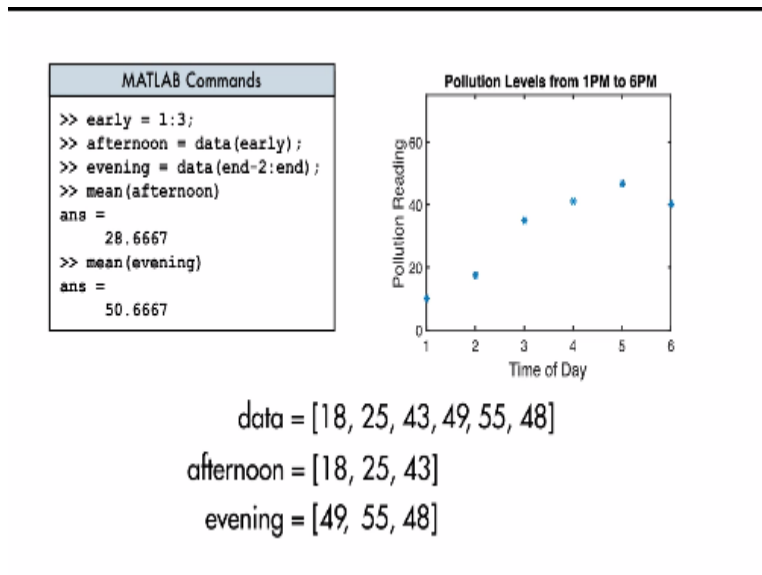 MATLAB Commands
>> early = 1:3;
>> afternoon = data(early);
>> evening = data(end-2:end);
>> mean(afternoon)
ans =
28.6667
>> mean(evening)
ans =
50.6667
Pollution Levels from 1PM to 6PM
Pollution Reading
60
40
20
0
1 2 3 4 5 6
Time of Day
data = [18, 25, 43, 49, 55, 48]
afternoon = [18, 25, 43]
evening = [49, 55, 48]